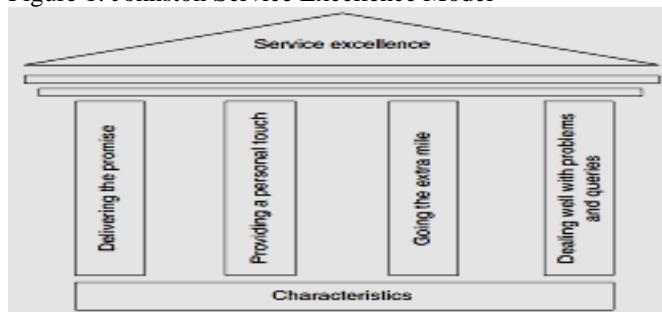 Figure 1. Johnston Service Excellence Model
Service excellence
Delivering the promise
Providing a personal touch
Going the extra mile
Dealing well with problems
and queries
Characteristics